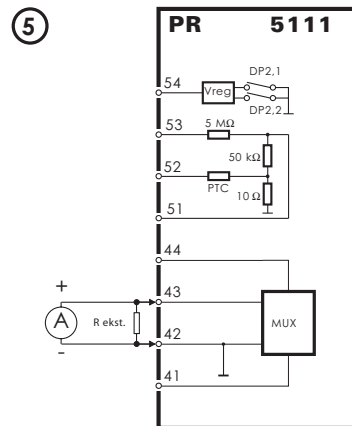 5
PR 5111
54
Vreg
DP2,1
DP2,2
53
5 MΩ
50 kΩ
52
PTC
10 Ω
51
44
+
43
A
R ekst.
MUX
42
-
41